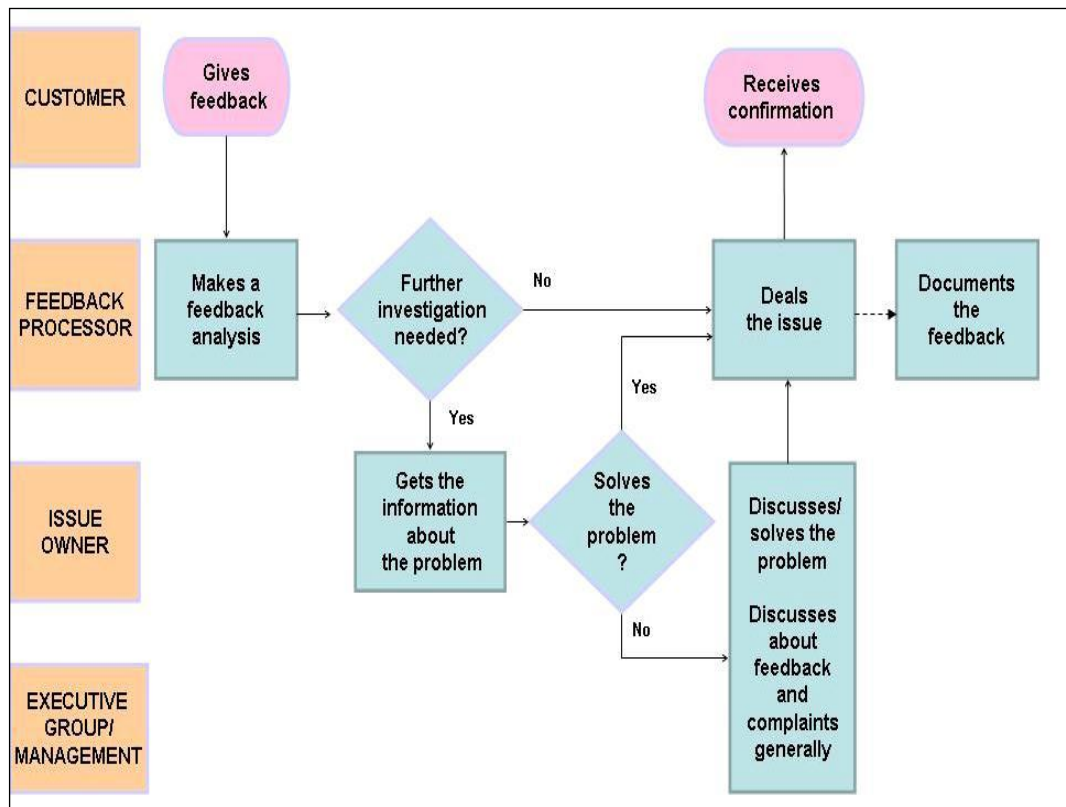 CUSTOMER
Gives
feedback
Receives
confirmation
FEEDBACK
PROCESSOR
Makes a
feedback
analysis
Further
investigation
needed?
No
Deals
the issue
Documents
the
feedback
Yes
Yes
ISSUE
OWNER
Gets the
information
about
the problem
Solves
the
problem
?
No
Discusses/
solves the
problem
Discusses
about
feedback
and
complaints
generally
EXECUTIVE
GROUP/
MANAGEMENT